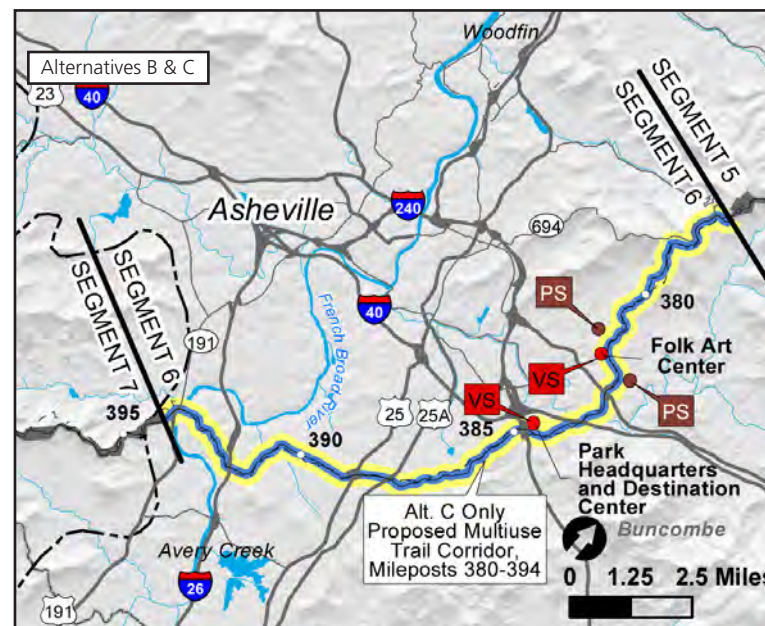 Alternatives B & C
Woodfin
23
40
SEGMENT 5
SEGMENT 6
Asheville
240
694
PS
380
SEGMENT 6
SEGMENT 7
French Broad River
40
Folk Art
Center
191
VS
VS
PS
395
25
25A
385
390
Park
Headquarters
and Destination
Center
Alt. C Only
Proposed Multiuse
Trail Corridor,
Mileposts 380-394
Buncombe
Avery Creek
26
0 1.25 2.5 Miles
191